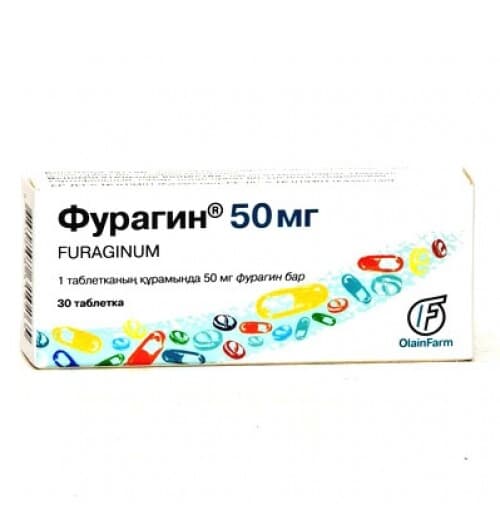 Фурагин® 50 мг
FURAGINUM
1 таблетканың құрамында 50 мг фурагин бар
30 таблетка
OlainFarm